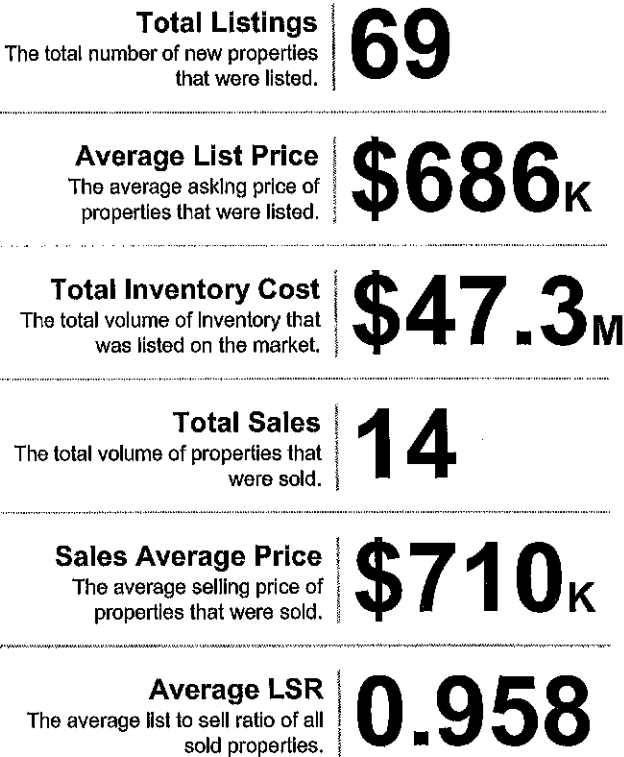 Total Listings
The total number of new properties
that were listed.
69
Average List Price
The average asking price of
properties that were listed.
$686K
Total Inventory Cost
The total volume of Inventory that
was listed on the market.
$47.3M
Total Sales
The total volume of properties that
were sold.
14
Sales Average Price
The average selling price of
properties that were sold.
$710K
Average LSR
The average list to sell ratio of all
sold properties.
0.958